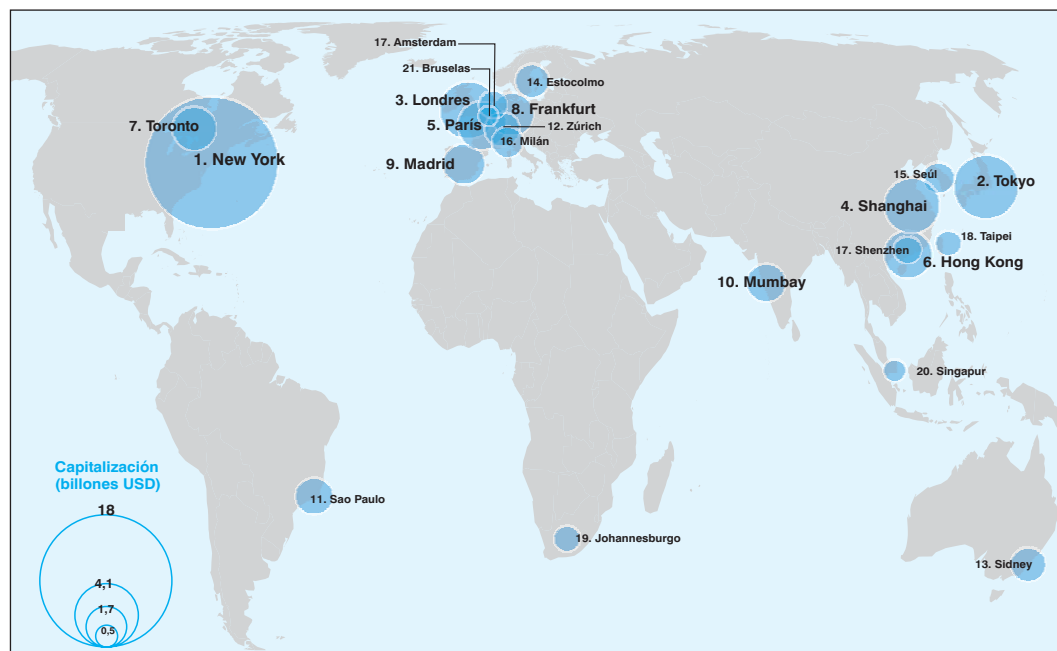 17. Amsterdam
21. Bruselas
14. Estocolmo
3. Londres
8. Frankfurt
7. Toronto
5. París
12. Zúrich
16. Milán
1. New York
9. Madrid
15. Seúl
2. Tokyo
4. Shanghai
18. Taipei
17. Shenzhen
6. Hong Kong
10. Mumbay
20. Singapur
Capitalización
(billones USD)
11. Sao Paulo
18
19. Johannesburgo
13. Sidney
4,1
1,7
0,5